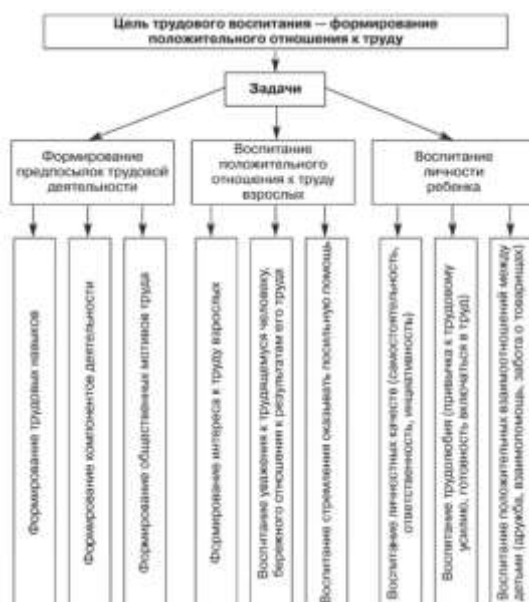 Цель трудового воспитания — формирование
положительного отношения к труду
Задачи
Формирование
предпосылок трудовой
деятельности
Воспитание
положительного
отношения к труду
взрослых
Воспитание
личности
ребенка
Формирование трудовых навыков
Формирование компонентов деятельности
Формирование общественных мотивов труда
Формирование интереса к труду взрослых
Воспитание уважения к трудящемуся человеку,
бережного отношения к результатам его труда
Воспитание стремления оказывать посильную помощь
Воспитание личностных качеств (самостоятельность,
ответственность, инициативность)
Воспитание трудолюбия (привычка к трудовому
усилию, готовность включаться в труд)
Воспитание положительных взаимоотношений между
детьми (дружба, взаимопомощь, забота о товарищах)